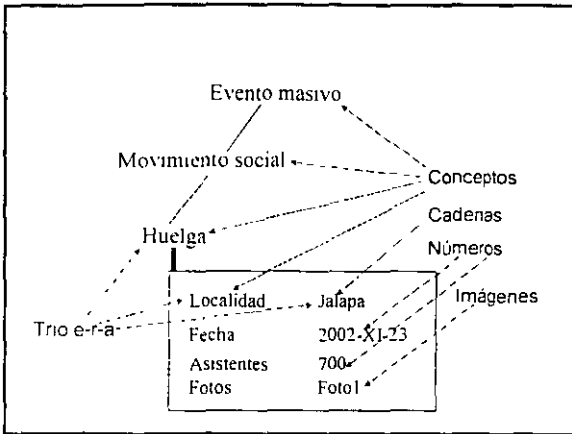 Evento masivo
Movimiento social
Conceptos
Cadenas
Huelga
Números
Localidad Jalapa
Imágenes
Trio e-r-a
Fecha 2002-XI-23
Asistentes 700
Fotos Foto1